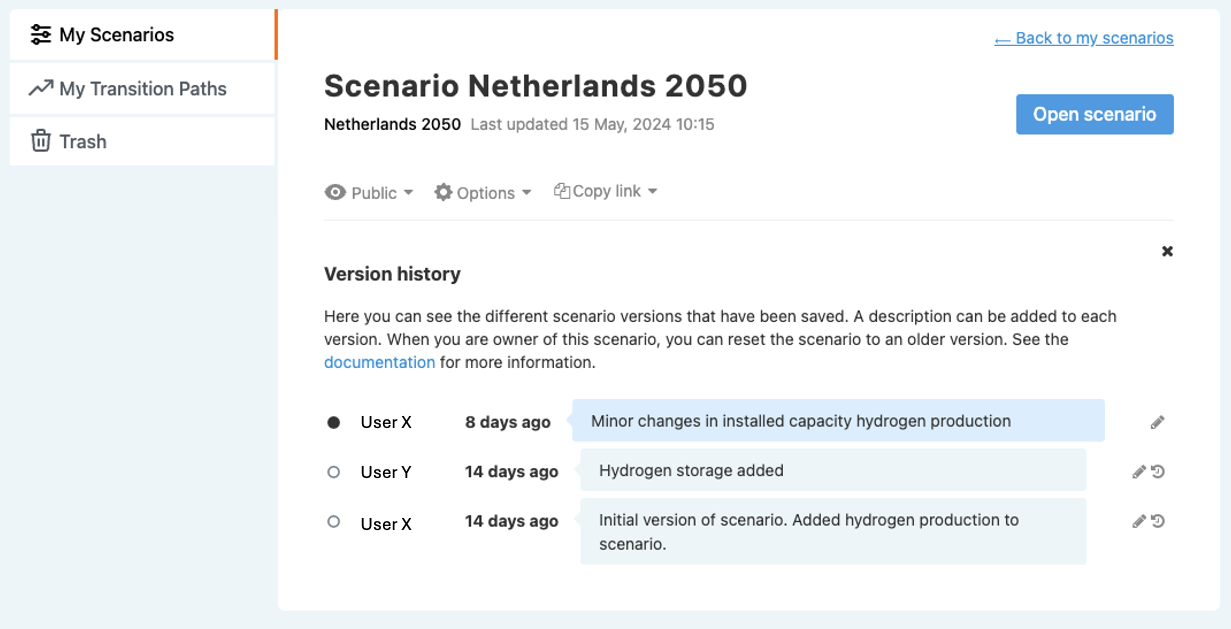 My Scenarios
My Transition Paths
Trash
← Back to my scenarios
Scenario Netherlands 2050
Netherlands 2050 Last updated 15 May, 2024 10:15
Open scenario
Public Options Copy link
Version history
Here you can see the different scenario versions that have been saved. A description can be added to each
version. When you are owner of this scenario, you can reset the scenario to an older version. See the
documentation for more information.
User X 8 days ago Minor changes in installed capacity hydrogen production
User Y 14 days ago Hydrogen storage added
User X 14 days ago Initial version of scenario. Added hydrogen production to
scenario.